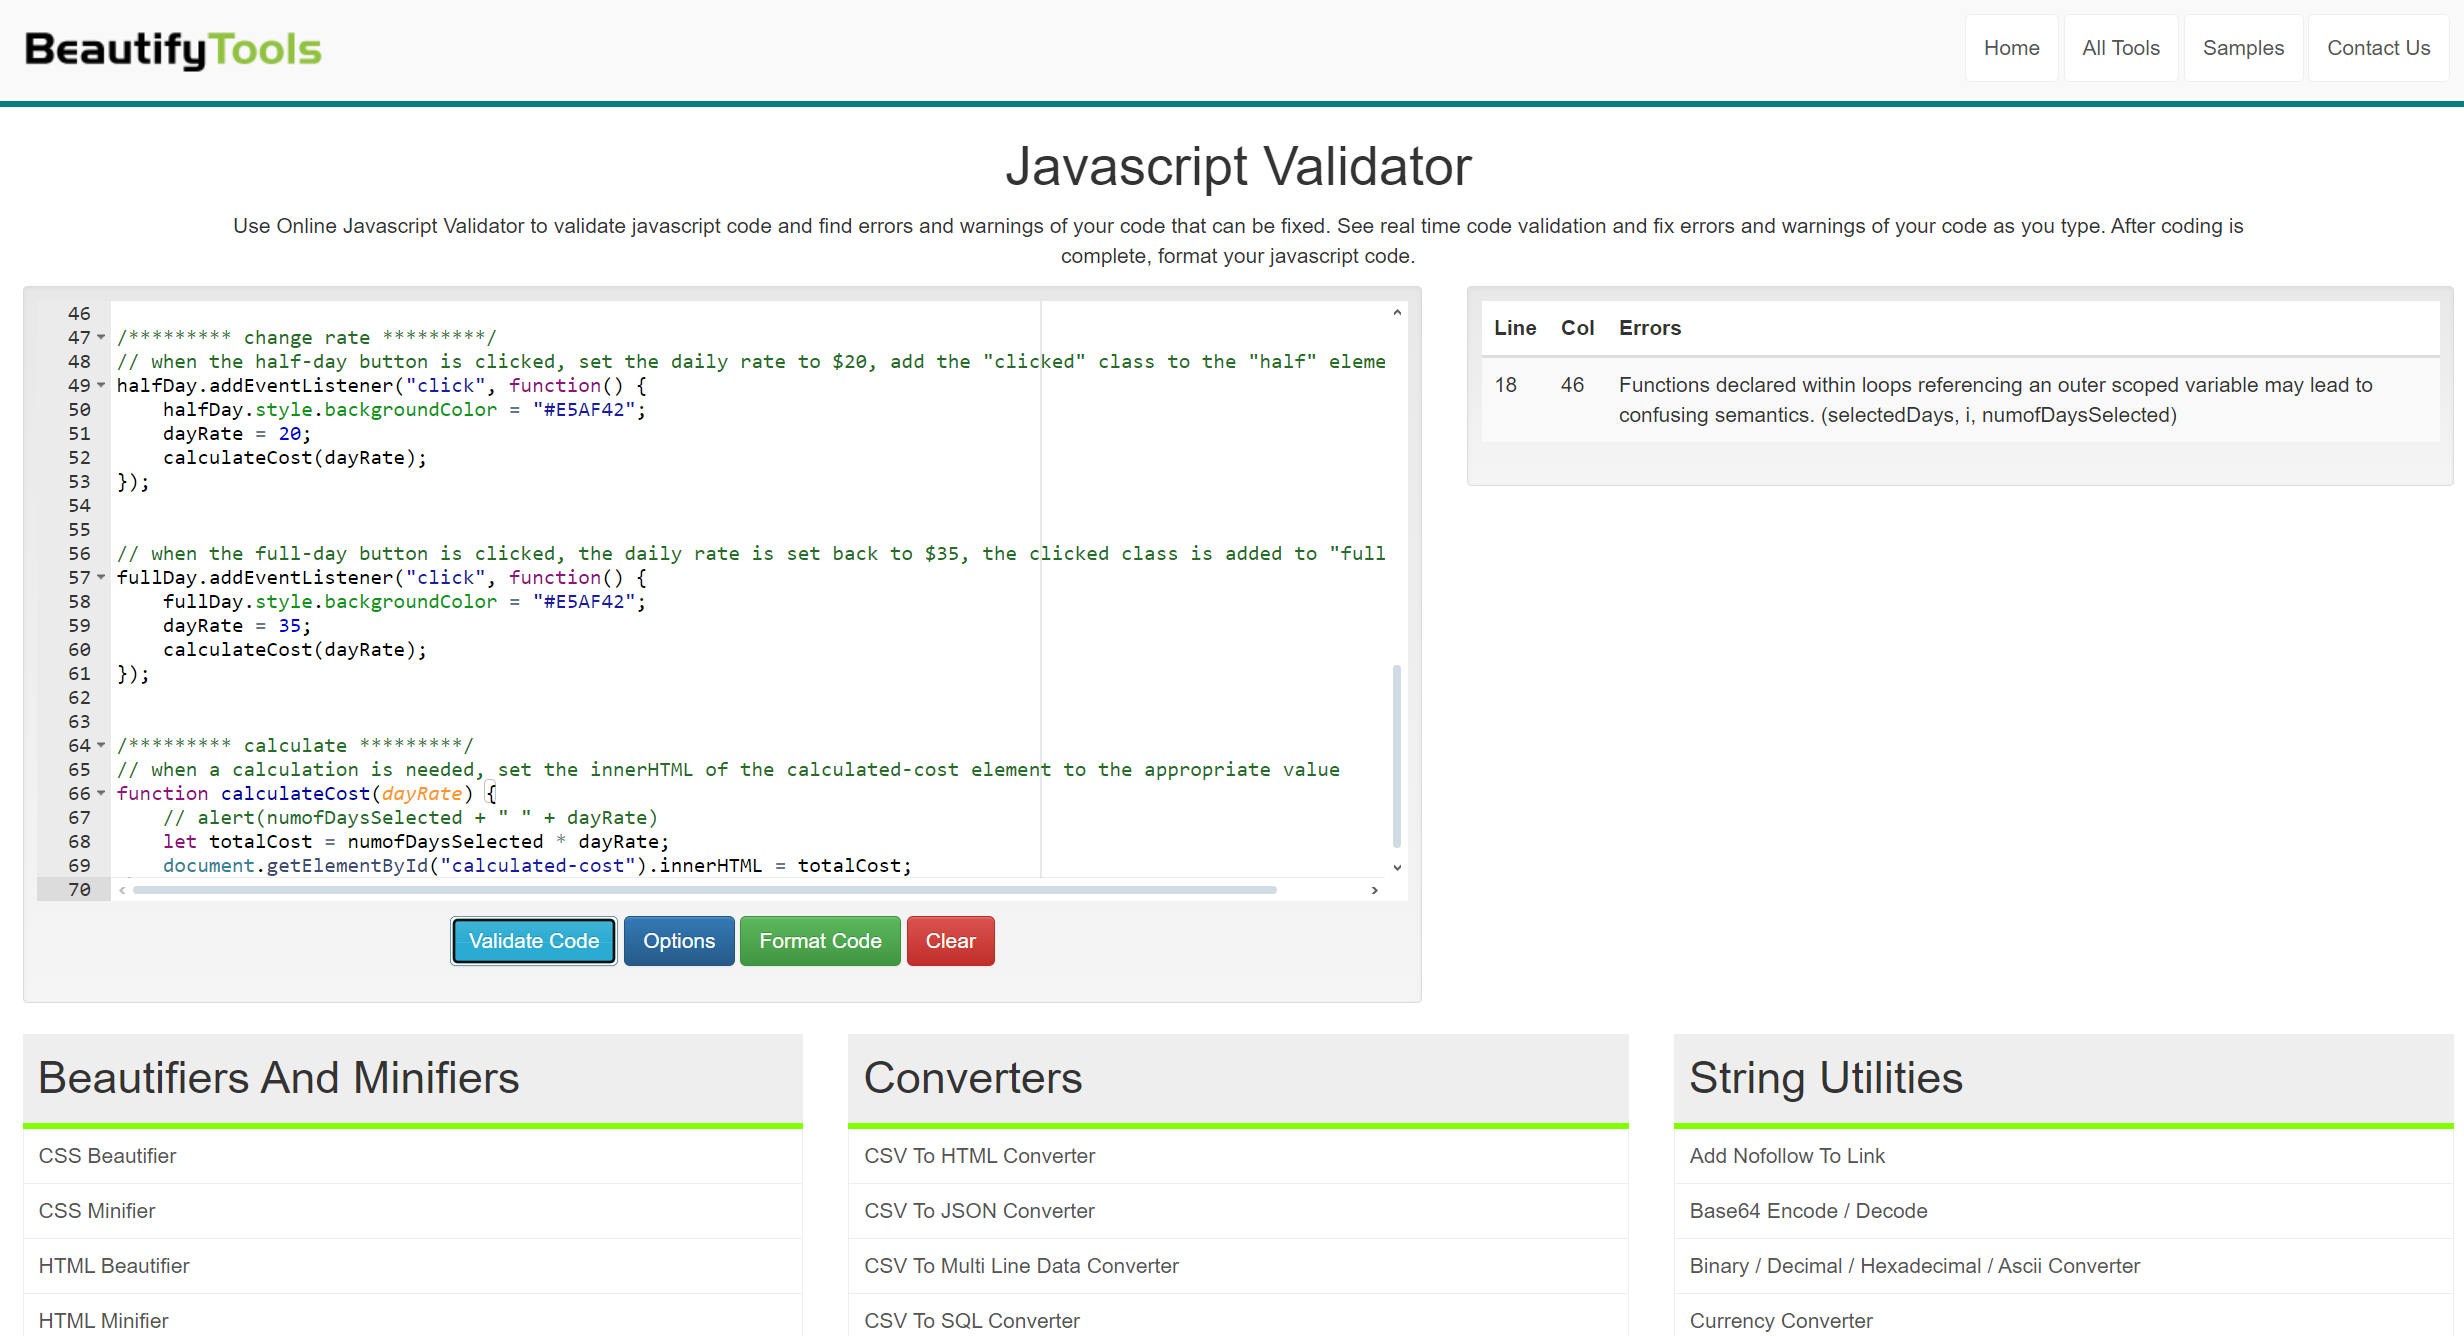 BeautifyTools
Home
All Tools
Samples
Contact Us
Javascript Validator
Use Online Javascript Validator to validate javascript code and find errors and warnings of your code that can be fixed. See real time code validation and fix errors and warnings of your code as you type. After coding is
complete, format your javascript code.
46
47 /********* change rate *********/
48 // when the half-day button is clicked, set the daily rate to $20, add the "clicked" class to the "half" eleme
49 halfDay.addEventListener("click", function() {
50 halfDay.style.backgroundColor = "#E5AF42";
51 dayRate = 20;
52 calculateCost(dayRate);
53 });
54
55
56 // when the full-day button is clicked, the daily rate is set back to $35, the clicked class is added to "full
57 fullDay.addEventListener("click", function() {
58 fullDay.style.backgroundColor = "#E5AF42";
59 dayRate = 35;
60 calculateCost(dayRate);
61 });
62
63
64 /********* calculate *********/
65 // when a calculation is needed, set the innerHTML of the calculated-cost element to the appropriate value
66 function calculateCost(dayRate) {
67 // alert(numofDaysSelected + " " + dayRate)
68 let totalCost = numofDaysSelected * dayRate;
69 document.getElementById("calculated-cost").innerHTML = totalCost;
70
Validate Code
Options
Format Code
Clear
Line Col Errors
18 46 Functions declared within loops referencing an outer scoped variable may lead to
confusing semantics. (selectedDays, i, numofDaysSelected)
Beautifiers And Minifiers
CSS Beautifier
CSS Minifier
HTML Beautifier
HTML Minifier
Converters
CSV To HTML Converter
CSV To JSON Converter
CSV To Multi Line Data Converter
CSV To SQL Converter
String Utilities
Add Nofollow To Link
Base64 Encode / Decode
Binary / Decimal / Hexadecimal / Ascii Converter
Currency Converter